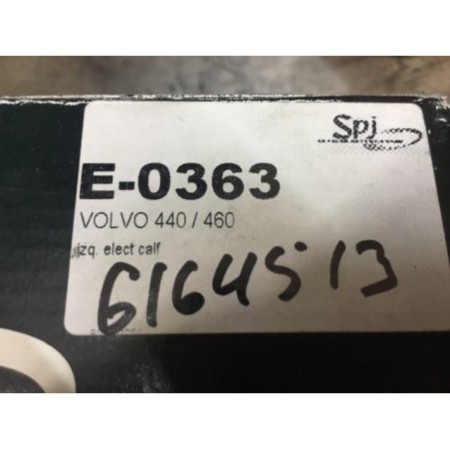 Spj
E-0363
VOLVO 440 / 460
izq. elect calf
6164513